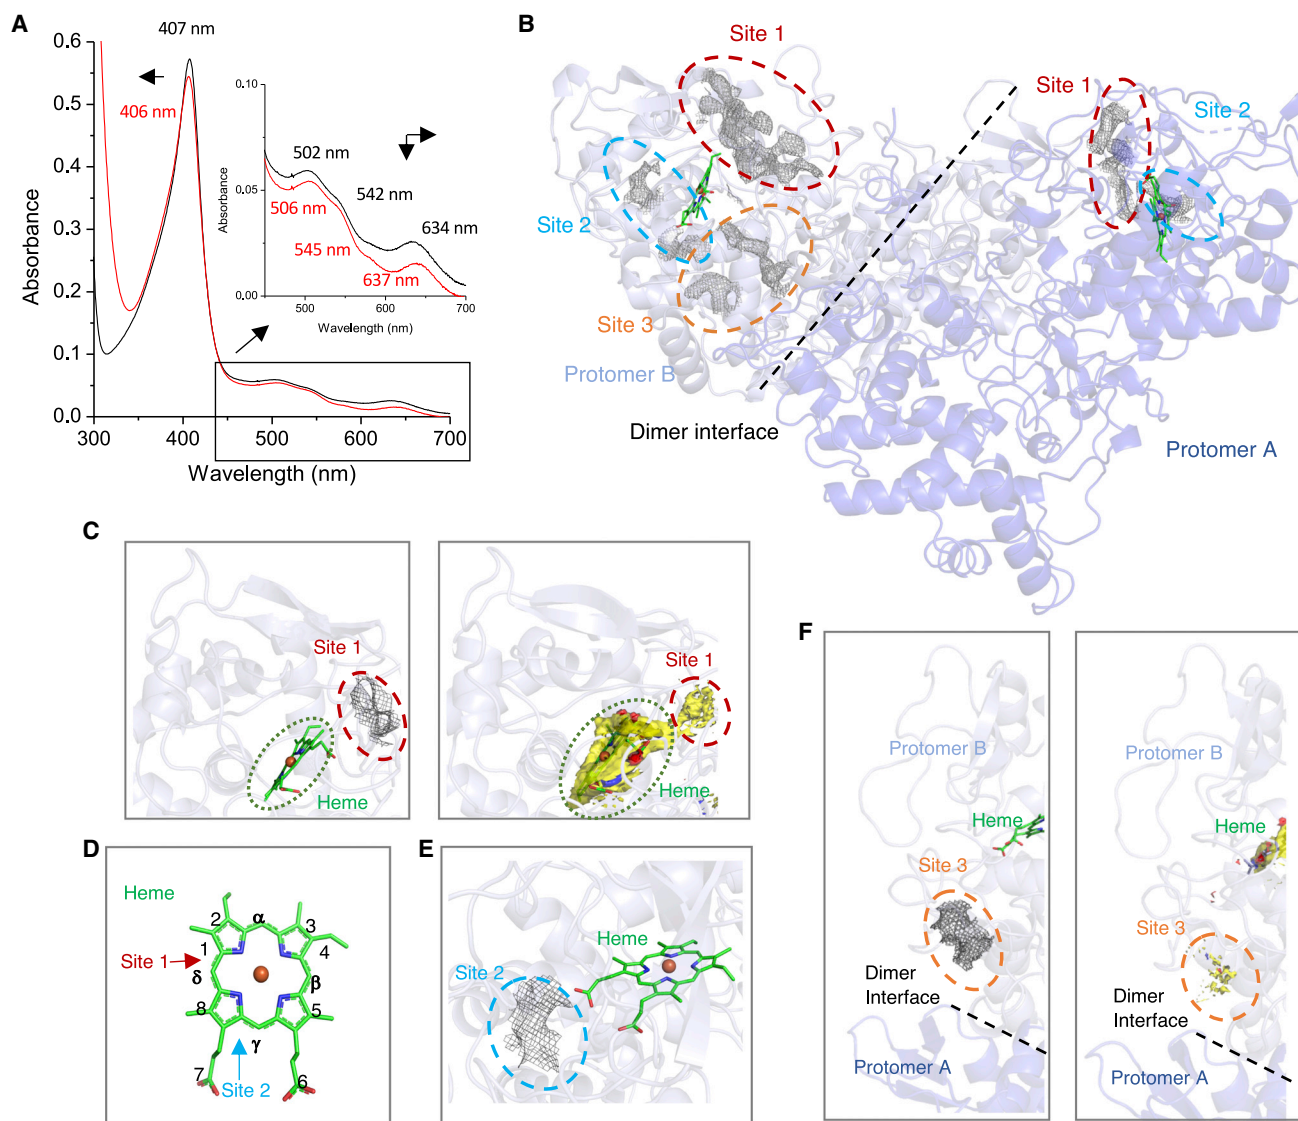 A
407 nm
406 nm
0.6
0.5
0.4
0.3
0.2
0.1
0.0
Absorbance
300
400
500
600
700
Wavelength (nm)
0.10
0.05
0.00
Absorbance
502 nm
542 nm
634 nm
506 nm
545 nm
637 nm
500
600
700
Wavelength (nm)
B
Site 1
Site 2
Site 3
Protomer B
Dimer interface
Site 1
Site 2
Protomer A
C
Site 1
Heme
Site 1
Heme
D
Heme
2
α
3
1
4
Site 1
δ
β
8
5
γ
7
6
Site 2
E
Heme
Site 2
F
Protomer B
Heme
Site 3
Dimer
Interface
Protomer A
Protomer B
Heme
Site 3
Dimer
Interface
Protomer A